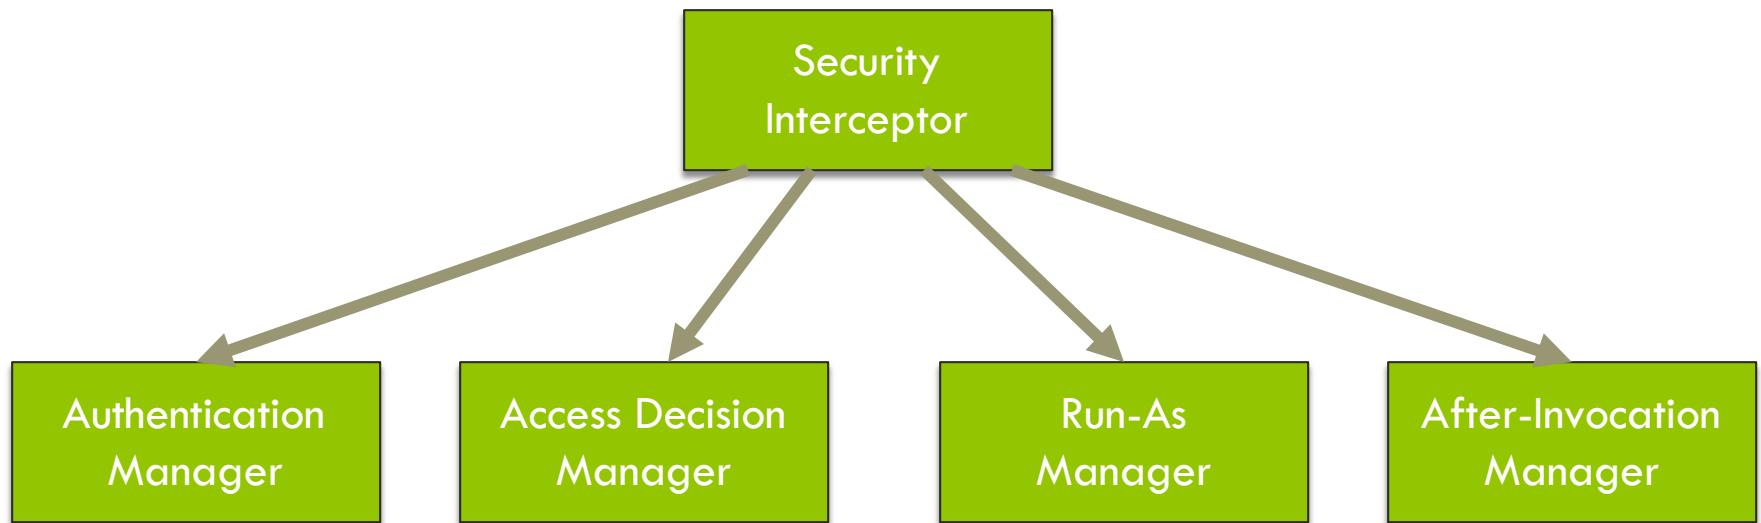 Security
Interceptor
Authentication
Manager
Access Decision
Manager
Run-As
Manager
After-Invocation
Manager